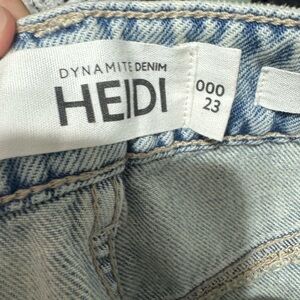 DYNAMITE DENIM
HEIDI
000
23